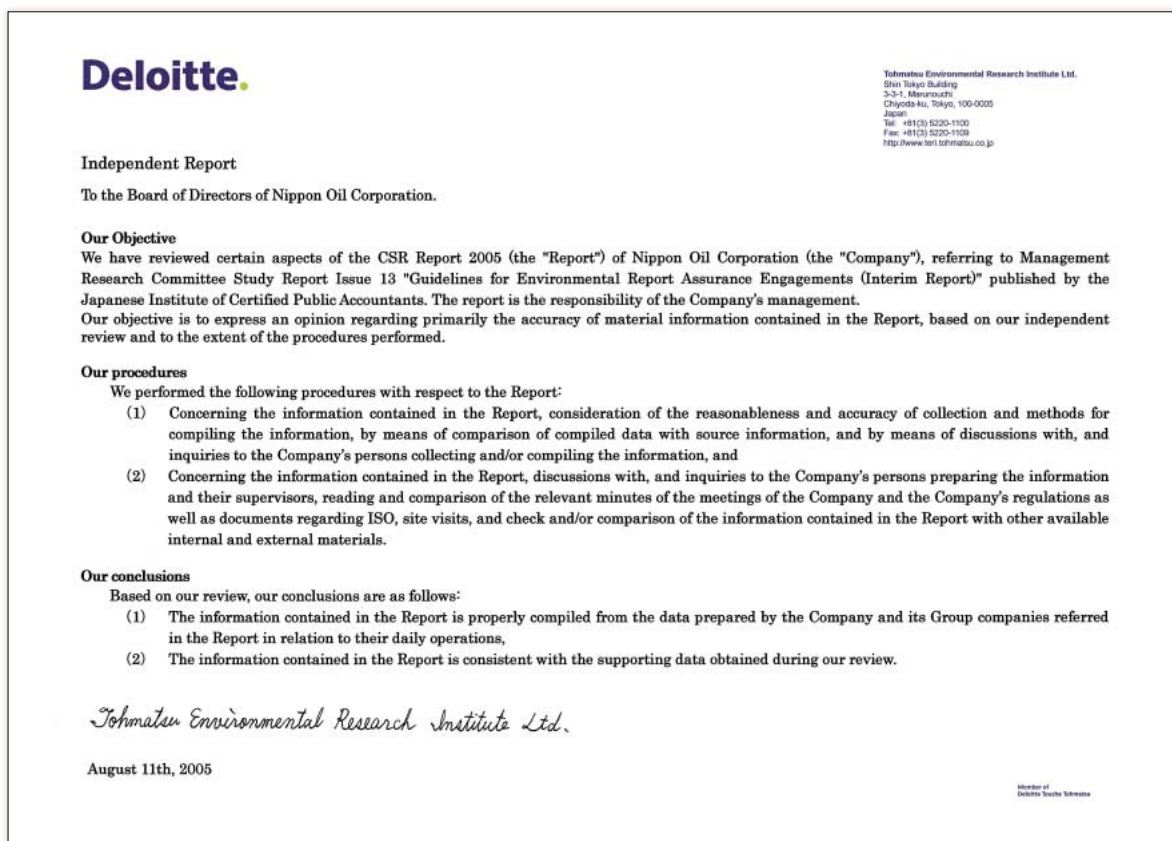 Deloitte.
Tohmatsu Environmental Research Institute Ltd.
Shin Tokyo Building
3-3-1, Marunouchi
Chiyoda-ku, Tokyo, 100-0005
Japan
Tel: +81(3) 5220-1100
Fax: +81(3) 5220-1109
http://www.teri.tohmatsu.co.jp
Independent Report
To the Board of Directors of Nippon Oil Corporation.
Our Objective
We have reviewed certain aspects of the CSR Report 2005 (the "Report") of Nippon Oil Corporation (the "Company"), referring to Management
Research Committee Study Report Issue 13 "Guidelines for Environmental Report Assurance Engagements (Interim Report)" published by the
Japanese Institute of Certified Public Accountants. The report is the responsibility of the Company's management.
Our objective is to express an opinion regarding primarily the accuracy of material information contained in the Report, based on our independent
review and to the extent of the procedures performed.
Our procedures
We performed the following procedures with respect to the Report:
(1) Concerning the information contained in the Report, consideration of the reasonableness and accuracy of collection and methods for
compiling the information, by means of comparison of compiled data with source information, and by means of discussions with, and
inquiries to the Company's persons collecting and/or compiling the information, and
(2) Concerning the information contained in the Report, discussions with, and inquiries to the Company's persons preparing the information
and their supervisors, reading and comparison of the relevant minutes of the meetings of the Company and the Company's regulations as
well as documents regarding ISO, site visits, and check and/or comparison of the information contained in the Report with other available
internal and external materials.
Our conclusions
Based on our review, our conclusions are as follows:
(1) The information contained in the Report is properly compiled from the data prepared by the Company and its Group companies referred
in the Report in relation to their daily operations,
(2) The information contained in the Report is consistent with the supporting data obtained during our review.
Tohmatsu Environmental Research Institute Ltd.
August 11th, 2005
Member of
Deloitte Touche Tohmatsu